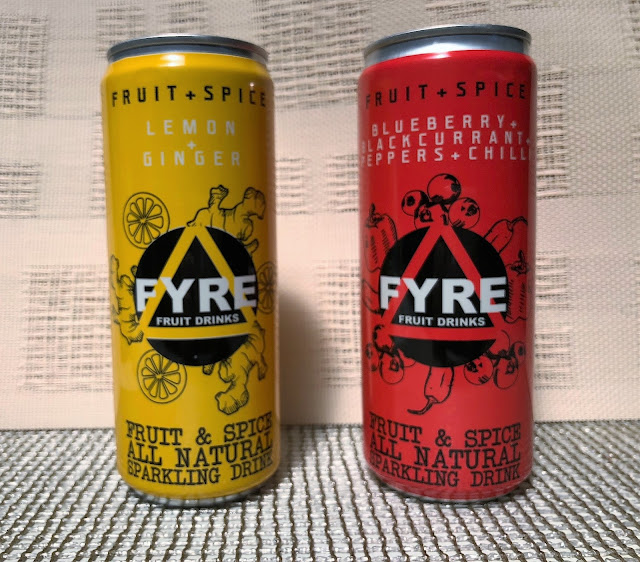 FRUIT+SPICE
LEMON
+
GINGER
FYRE
FRUIT DRINKS
FRUIT & SPICE
ALL NATURAL
SPARKLING DRINK
FRUIT+SPICE
BLUEBERRY+
BLACKCURRANT+
PEPPERS+CHILLI
FYRE
FRUIT DRINKS
FRUIT & SPICE
ALL NATURAL
SPARKLING DRINK